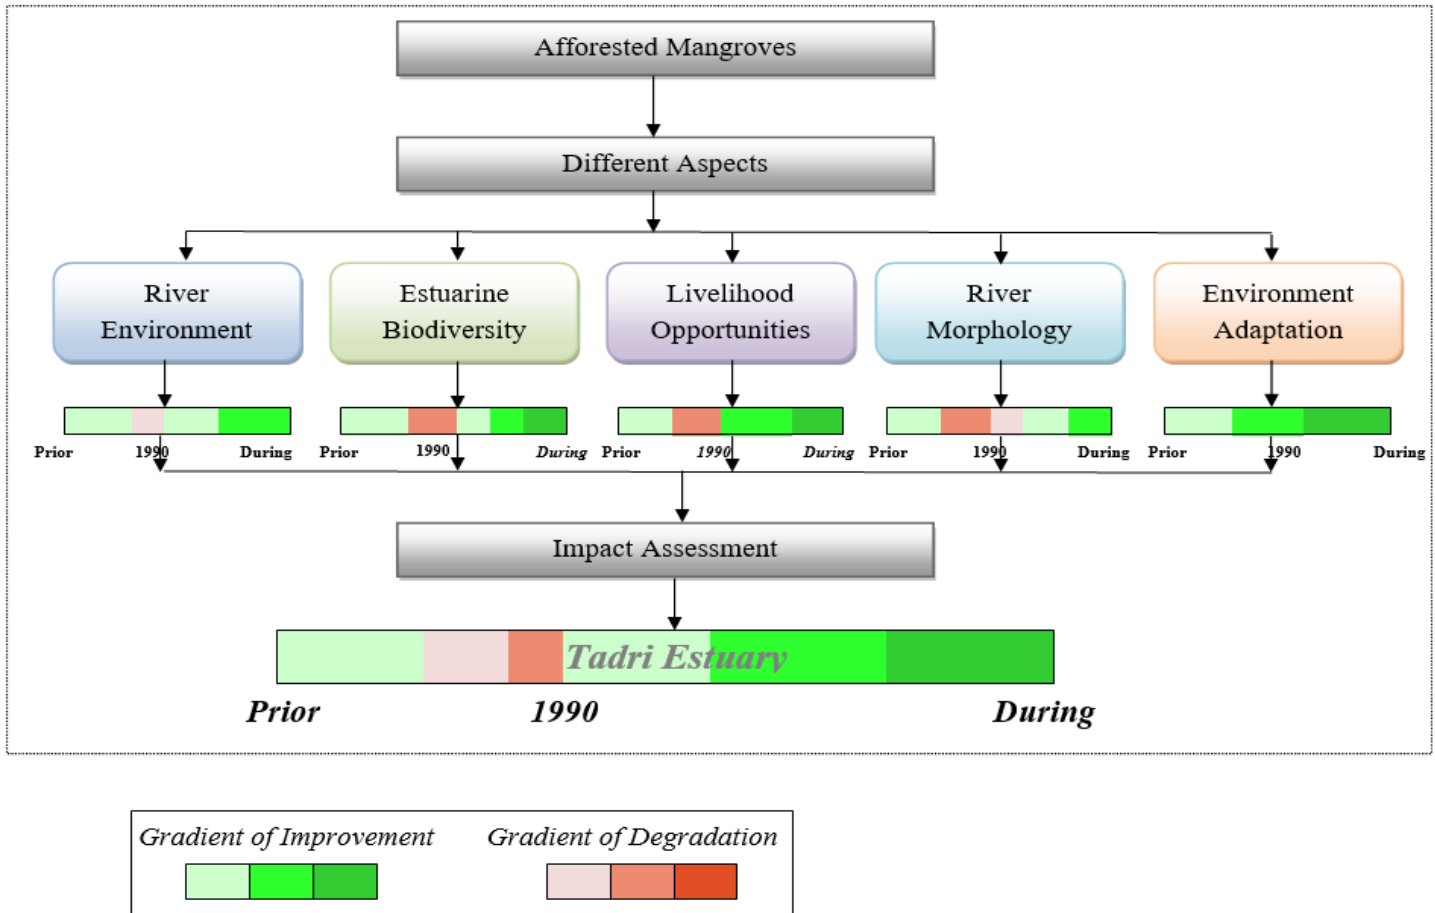 Afforested Mangroves
Different Aspects
River
Environment
Estuarine
Biodiversity
Livelihood
Opportunities
River
Morphology
Environment
Adaptation
Prior 1990 During
Prior 1990 During
Prior 1990 During
Prior 1990 During
Prior 1990 During
Impact Assessment
Tadri Estuary
Prior 1990 During
Gradient of Improvement
Gradient of Degradation